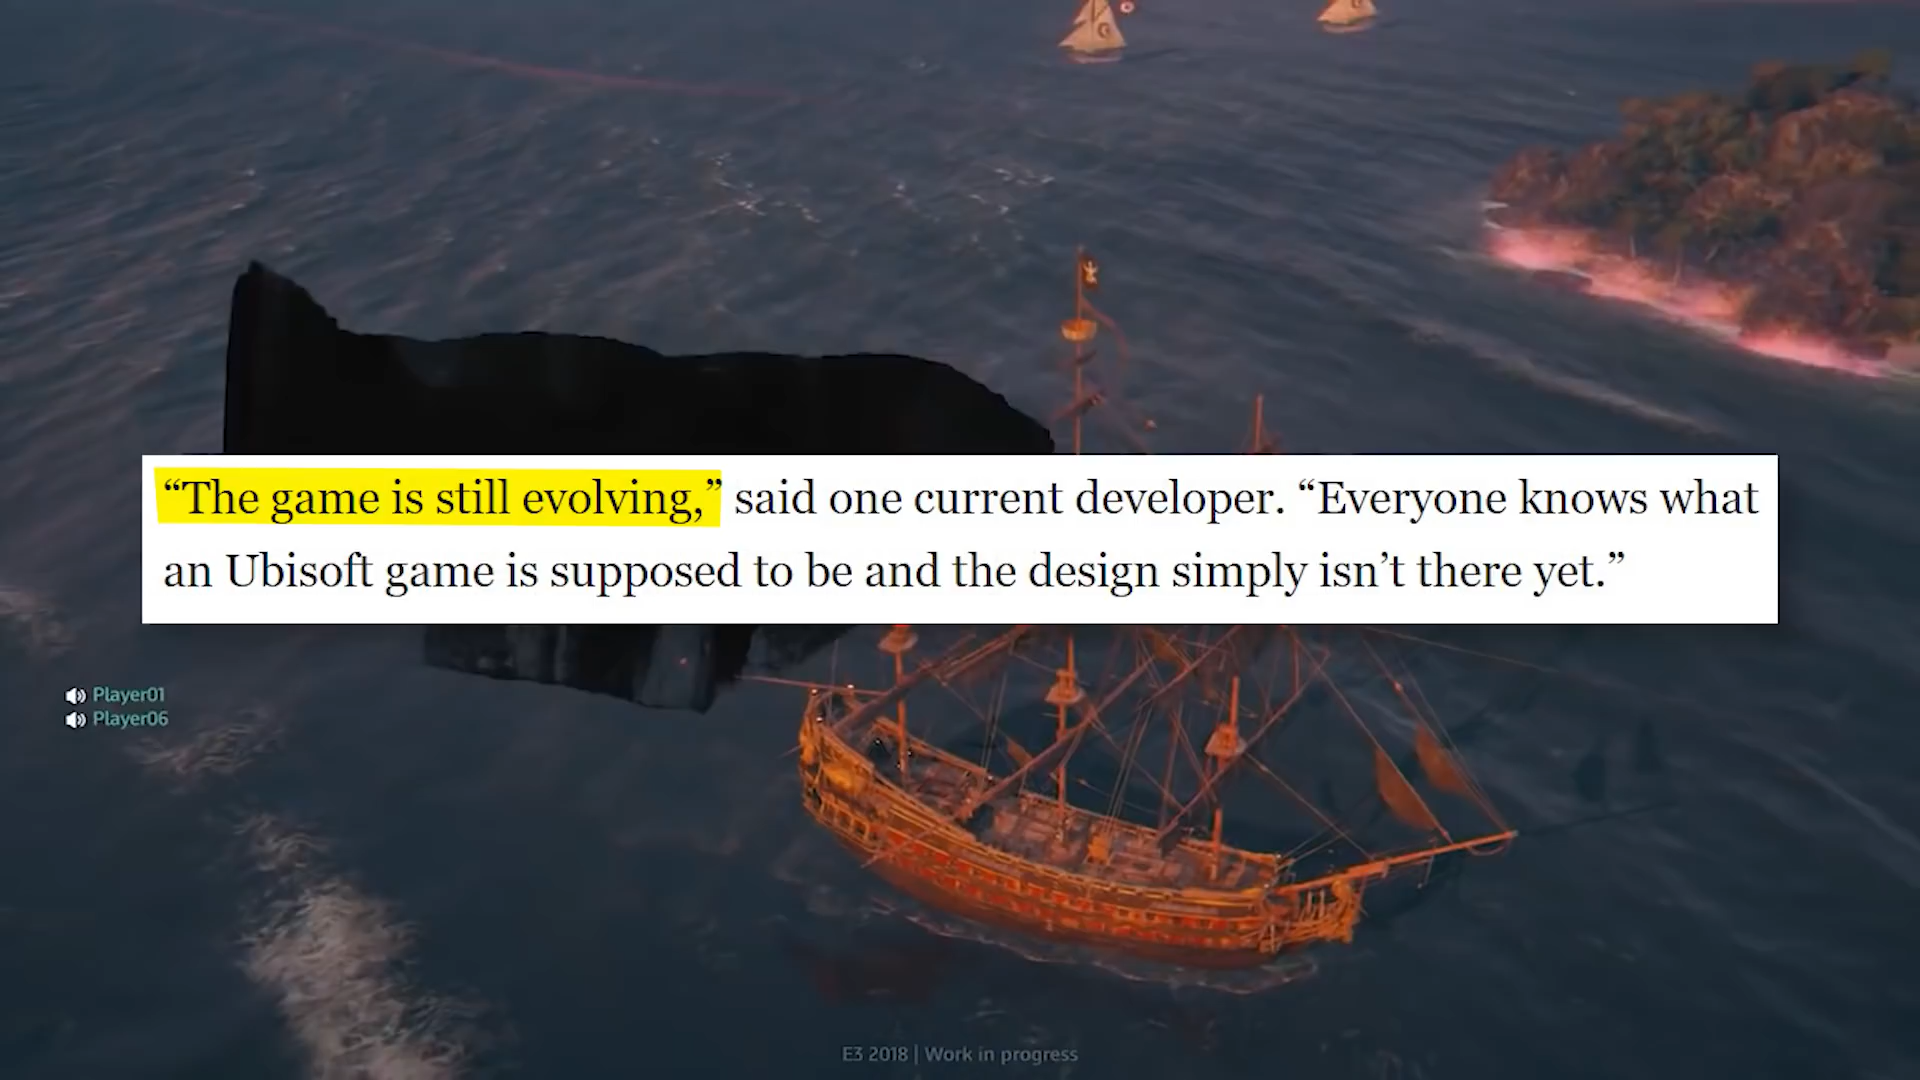 “The game is still evolving,” said one current developer. “Everyone knows what
an Ubisoft game is supposed to be and the design simply isn’t there yet.”
Player01
Player06
E3 2018 | Work in progress